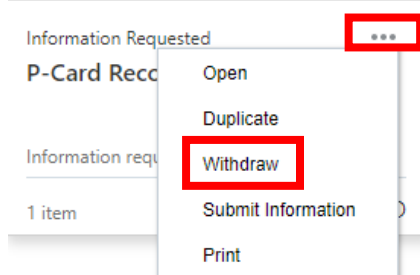 Information Requested
P-Card Reco
Open
Duplicate
Information requ
Withdraw
1 item
Submit Information
Print